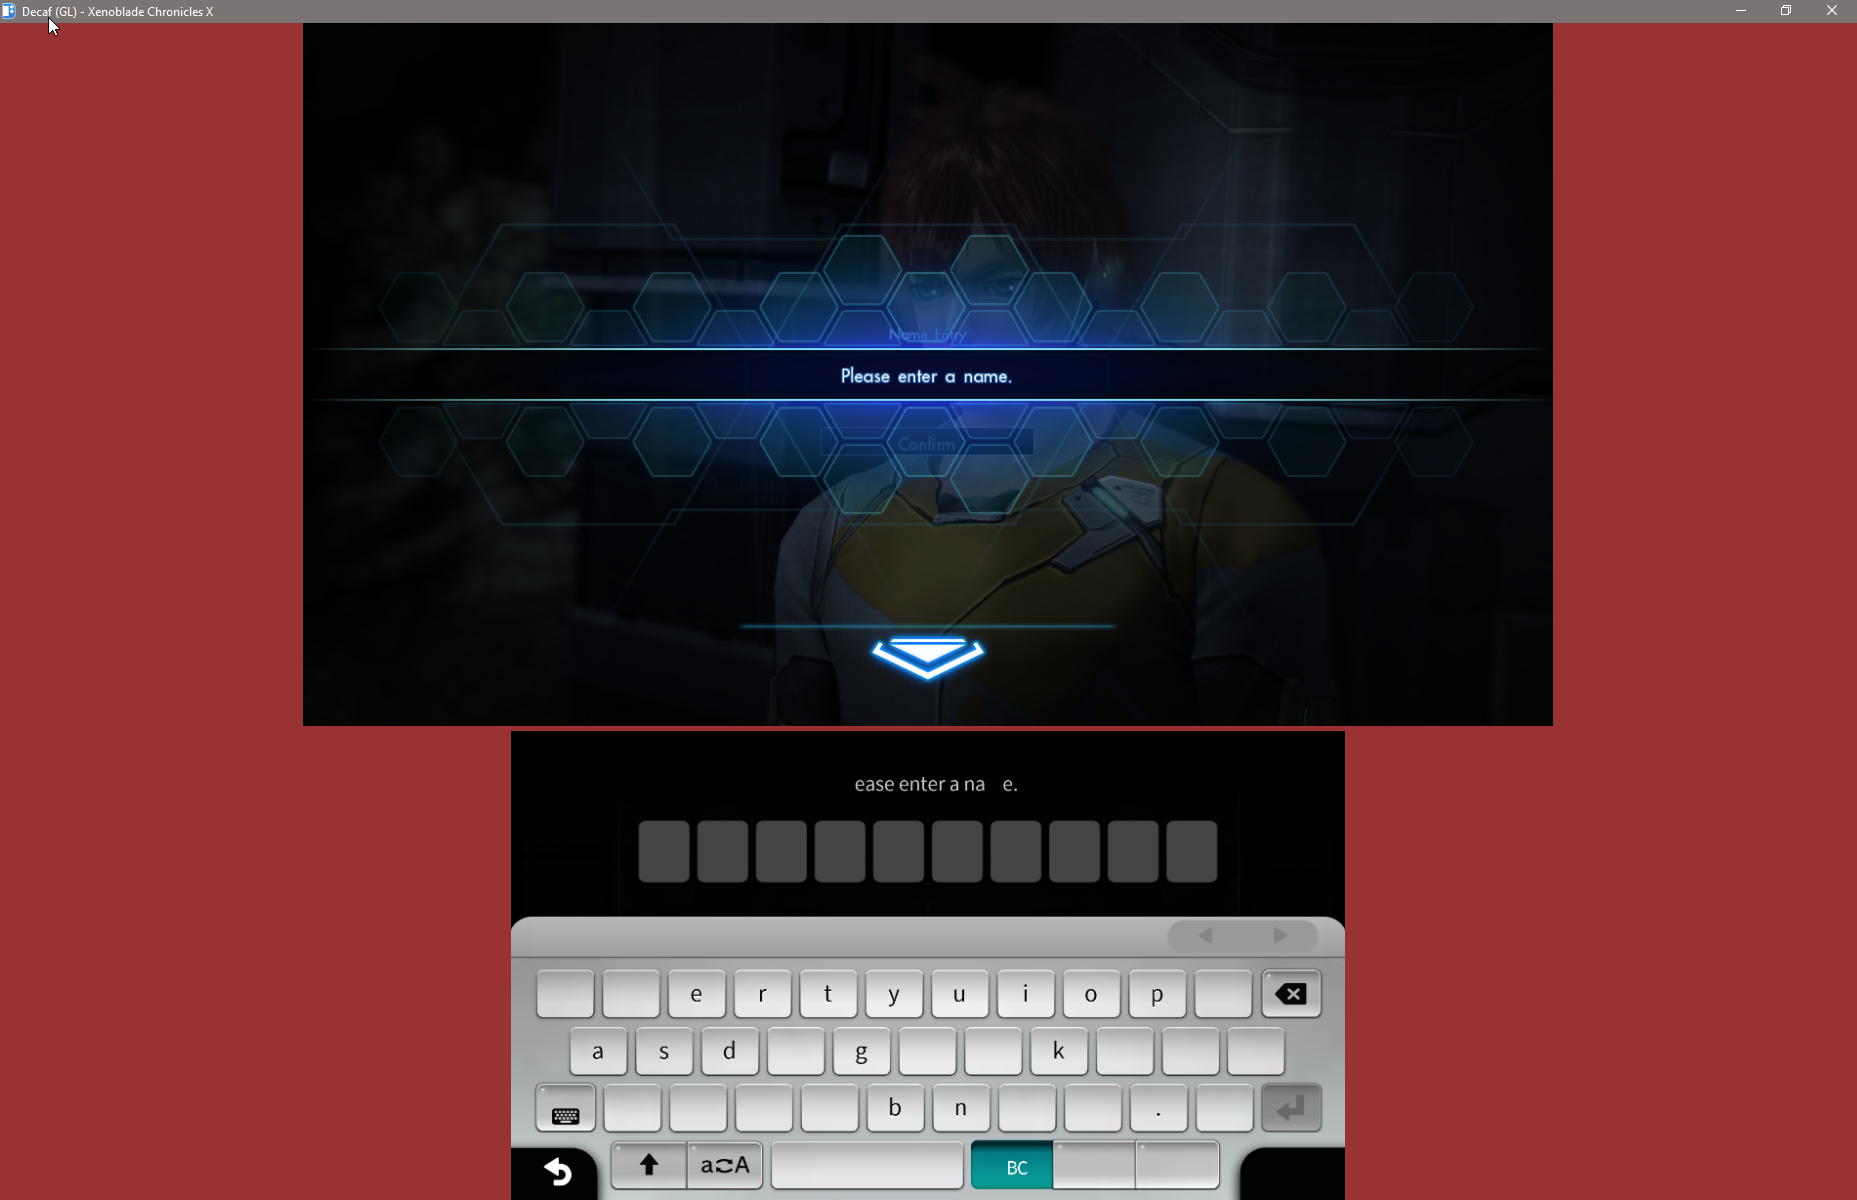 Decaf (GL) - Xenoblade Chronicles X
Name Entry
Please enter a name.
Confirm
ease enter a na e.
e r t y u i o p
a s d g k
b n .
a A
BC